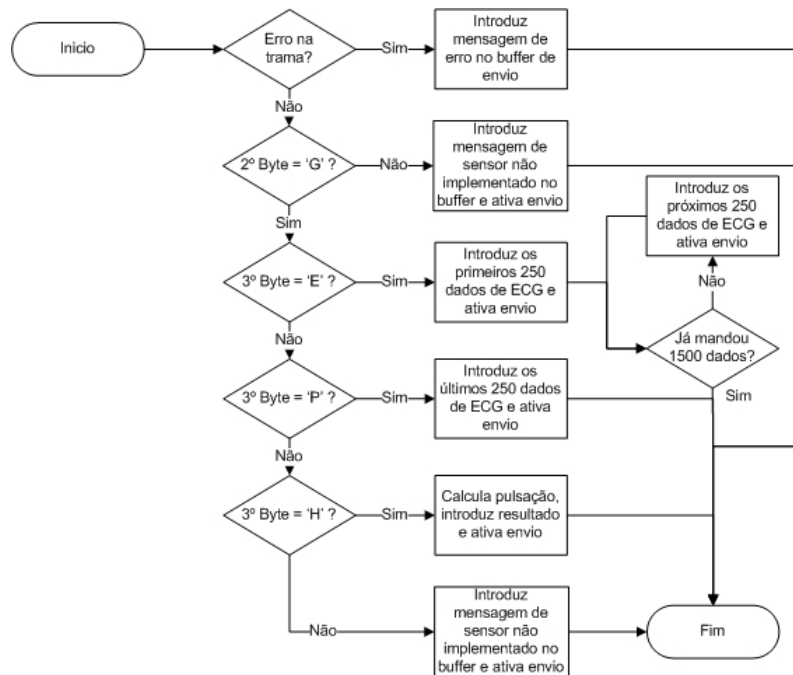 Inicio
Erro na
trama?
Sim
Introduz
mensagem de
erro no buffer de
envio
Não
2º Byte = ‘G’ ?
Não
Introduz
mensagem de
sensor não
implementado no
buffer e ativa envio
Introduz os
próximos 250
dados de ECG e
ativa envio
Sim
3º Byte = ‘E’ ?
Sim
Introduz os
primeiros 250
dados de ECG e
ativa envio
Não
Já mandou
1500 dados?
Sim
Não
3º Byte = ‘P’ ?
Sim
Introduz os
últimos 250 dados
de ECG e ativa
envio
Não
3º Byte = ‘H’ ?
Sim
Calcula pulsação,
introduz resultado
e ativa envio
Não
Introduz
mensagem de
sensor não
implementado no
buffer e ativa envio
Fim